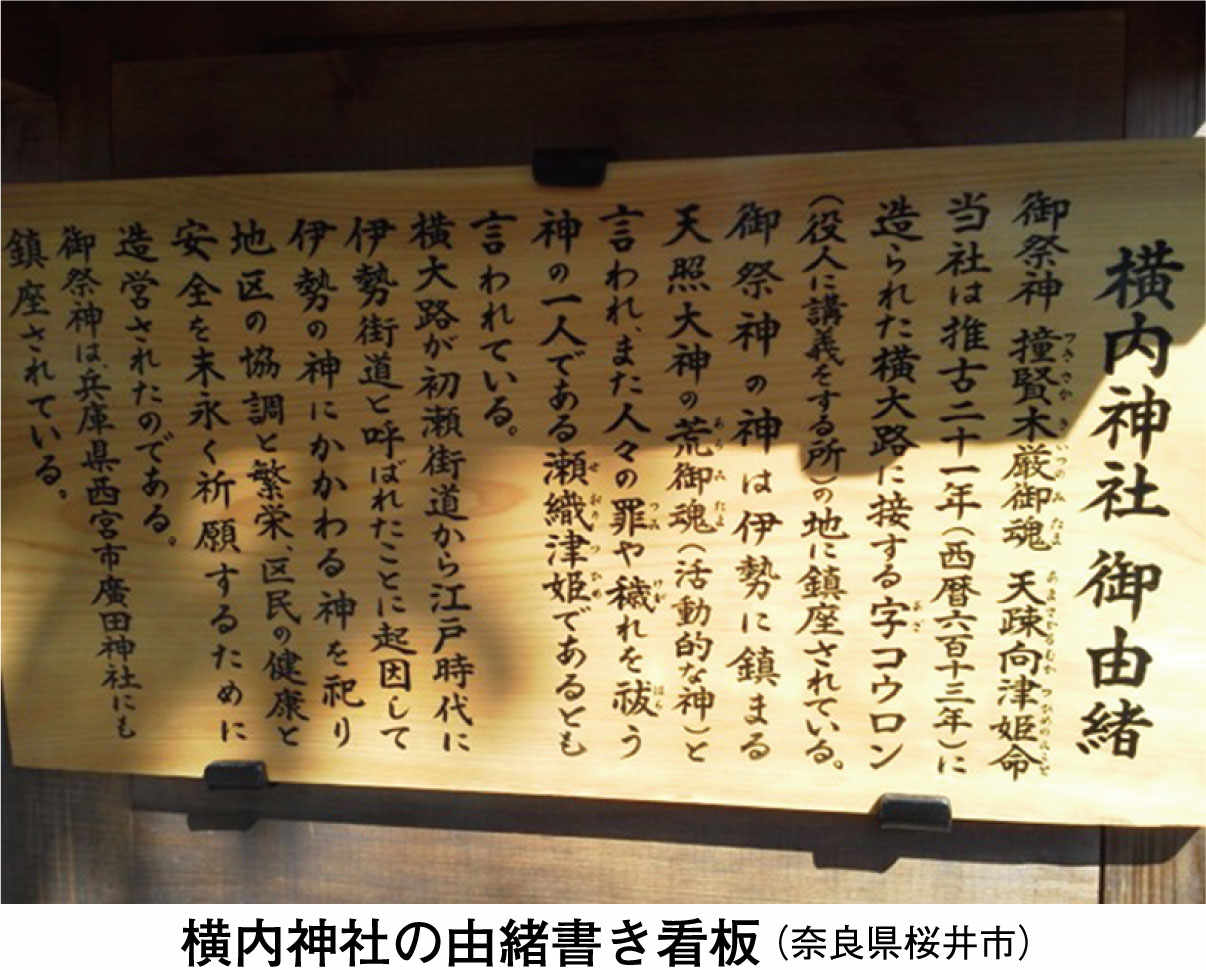 横内神社 御由緒
御祭神 撞賢木厳御魂 天疎向津姫命
当社は推古二十一年(西暦六百十三年)に
造られた横大路に接する字コウロン
(役人に講義をする所)の地に鎮座されている。
御祭神の神は伊勢に鎮まる
天照大神の荒御魂(活動的な神)と
言われ、また人々の罪や穢れを祓う
神の一人である瀬織津姫であるとも
言われている。
横大路が初瀬街道から江戸時代に
伊勢街道と呼ばれたことに起因して
伊勢の神にかかわる神を祀り
地区の協調と繁栄、区民の健康と
安全を末永く祈願するために
造営されたのである。
御祭神は、兵庫県西宮市廣田神社にも
鎮座されている。
横内神社の由緒書き看板(奈良県桜井市)